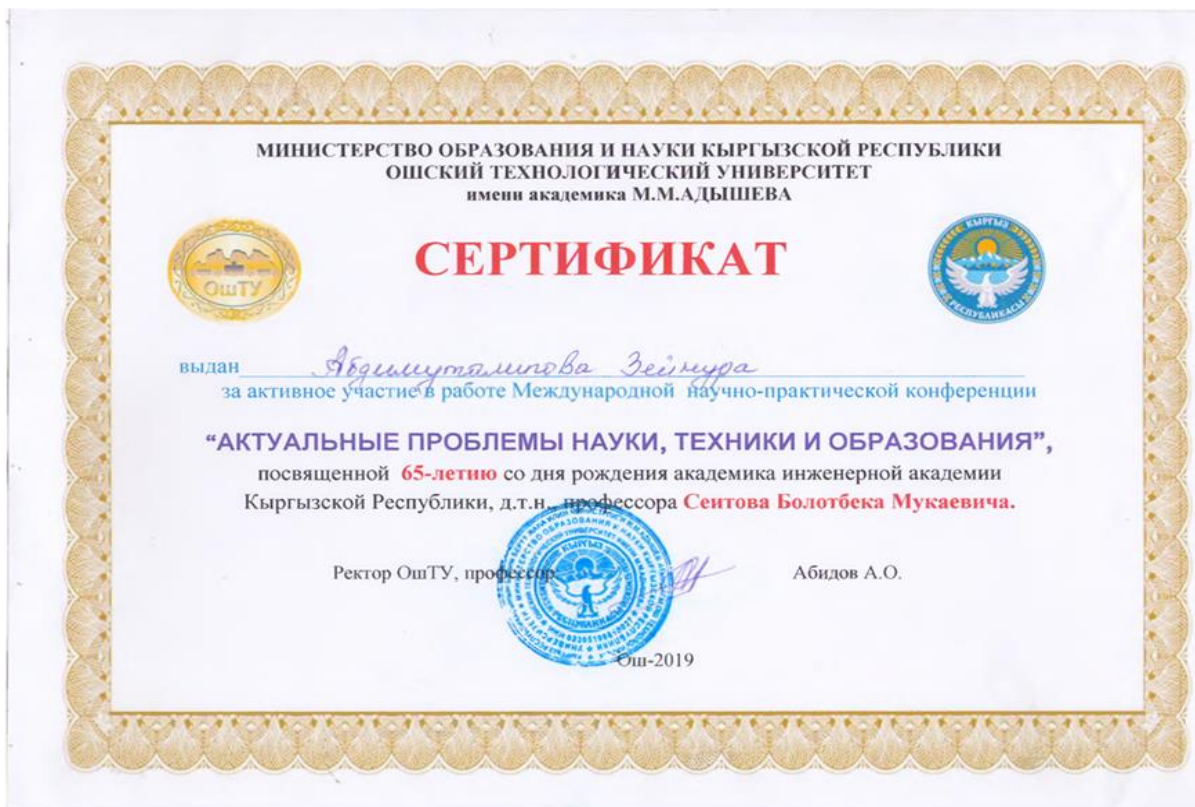 МИНИСТЕРСТВО ОБРАЗОВАНИЯ И НАУКИ КЫРГЫЗСКОЙ РЕСПУБЛИКИ
ОШСКИЙ ТЕХНОЛОГИЧЕСКИЙ УНИВЕРСИТЕТ
имени академика М.М.АДЫШЕВА
СЕРТИФИКАТ
ОшТУ
КЫРГЫЗ РЕСПУБЛИКАСЫ
выдан Абдимуталипова Зейнура
за активное участие в работе Международной научно-практической конференции
“АКТУАЛЬНЫЕ ПРОБЛЕМЫ НАУКИ, ТЕХНИКИ И ОБРАЗОВАНИЯ”,
посвященной 65-летию со дня рождения академика инженерной академии
Кыргызской Республики, д.т.н., профессора Сеитова Болотбека Мукаевича.
Ректор ОшТУ, профессор Абидов А.О.
Ош-2019